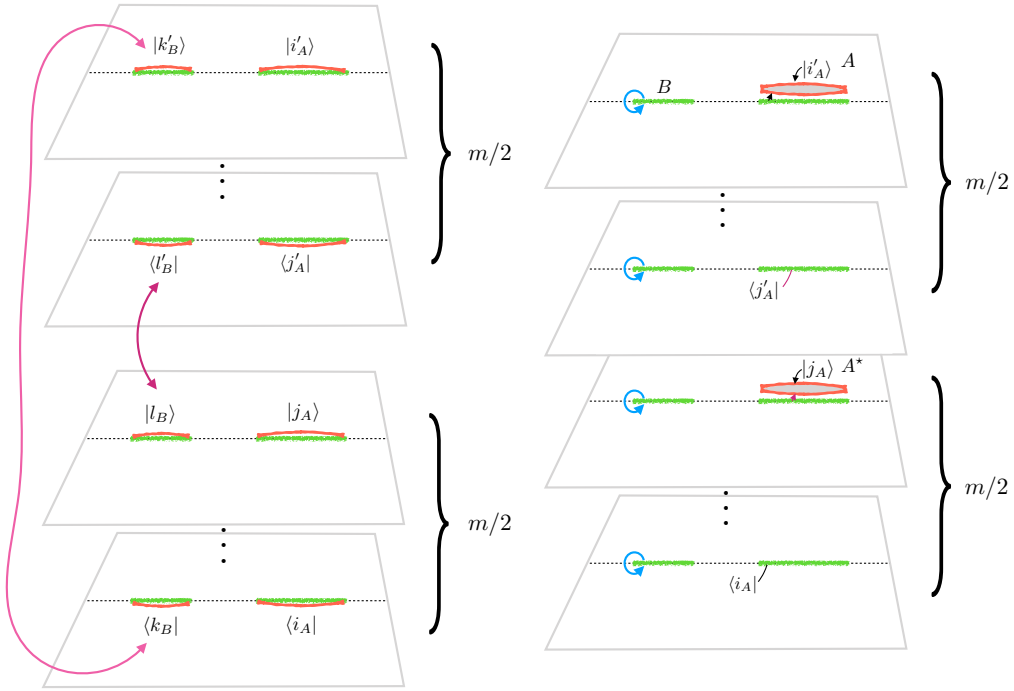 |k′_B⟩ |i′_A⟩
m/2
⟨l′_B| ⟨j′_A|
|l_B⟩ |j_A⟩
m/2
⟨k_B| ⟨i_A|
|i′_A⟩ A
B
m/2
⟨j′_A|
|j_A⟩ A⋆
m/2
⟨i_A|